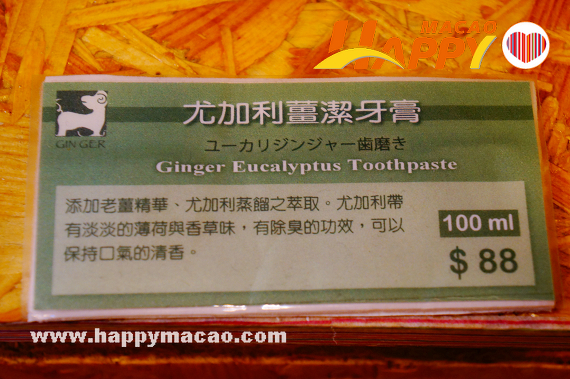 MACAO
HAPPY
GINGER
尤加利薑潔牙膏
ユーカリジンジャー歯磨き
Ginger Eucalyptus Toothpaste
添加老薑精華、尤加利蒸餾之萃取。尤加利帶
有淡淡的薄荷與香草味，有除臭的功效，可以
保持口氣的清香。
100 ml
$ 88
www.happymacao.com